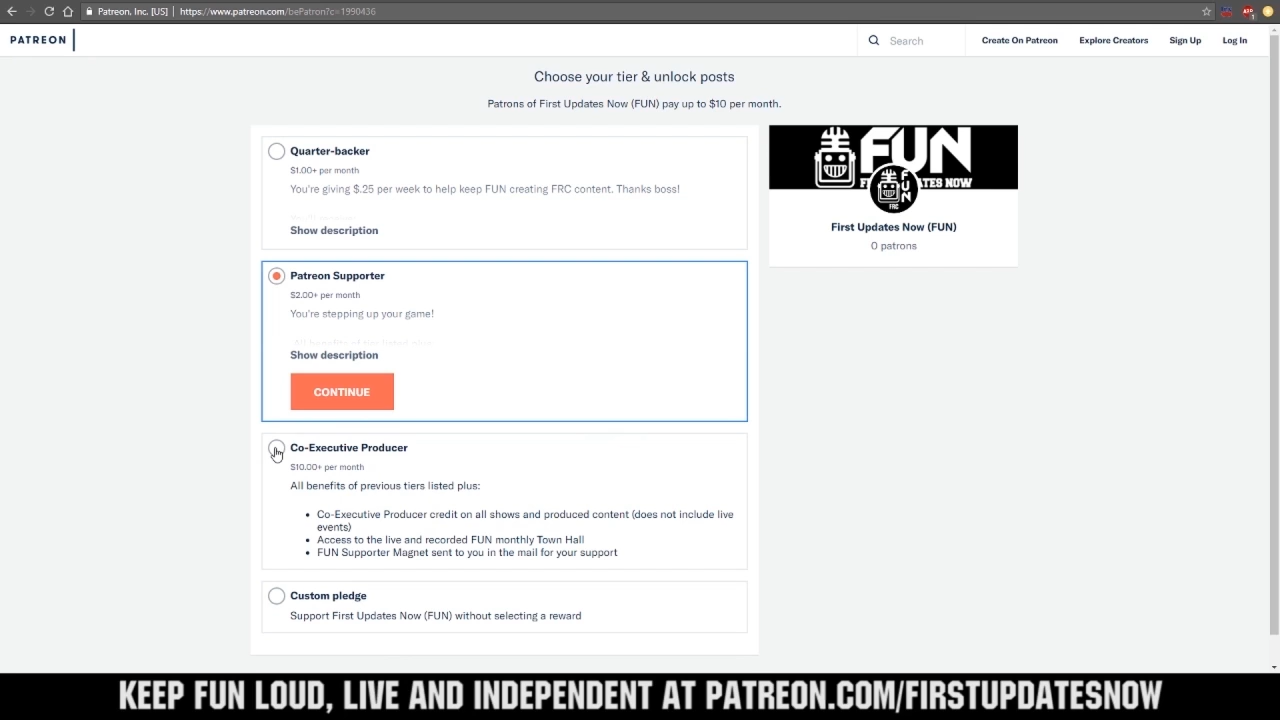 Patreon, Inc. [US] | https://www.patreon.com/bePatron?c=1990436
PATREON
Search
Create On Patreon
Explore Creators
Sign Up
Log In
Choose your tier & unlock posts
Patrons of First Updates Now (FUN) pay up to $10 per month.
Quarter-backer
$1.00+ per month
You're giving $.25 per week to help keep FUN creating FRC content. Thanks boss!
Show description
Patreon Supporter
$2.00+ per month
You're stepping up your game!
All benefits of tier listed plus:
Show description
CONTINUE
Co-Executive Producer
$10.00+ per month
All benefits of previous tiers listed plus:
• Co-Executive Producer credit on all shows and produced content (does not include live
events)
• Access to the live and recorded FUN monthly Town Hall
• FUN Supporter Magnet sent to you in the mail for your support
Custom pledge
Support First Updates Now (FUN) without selecting a reward
FUN
FUN
FRC
First Updates Now (FUN)
0 patrons
KEEP FUN LOUD, LIVE AND INDEPENDENT AT PATREON.COM/FIRSTUPDATESNOW